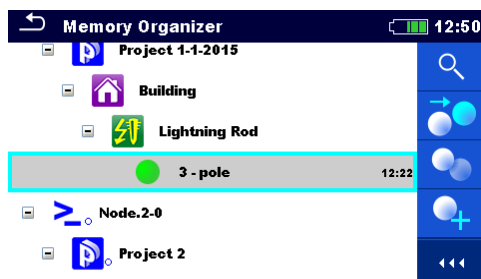 Memory Organizer 12:50
Project 1-1-2015
Building
Lightning Rod
3 - pole 12:22
Node.2-0
Project 2